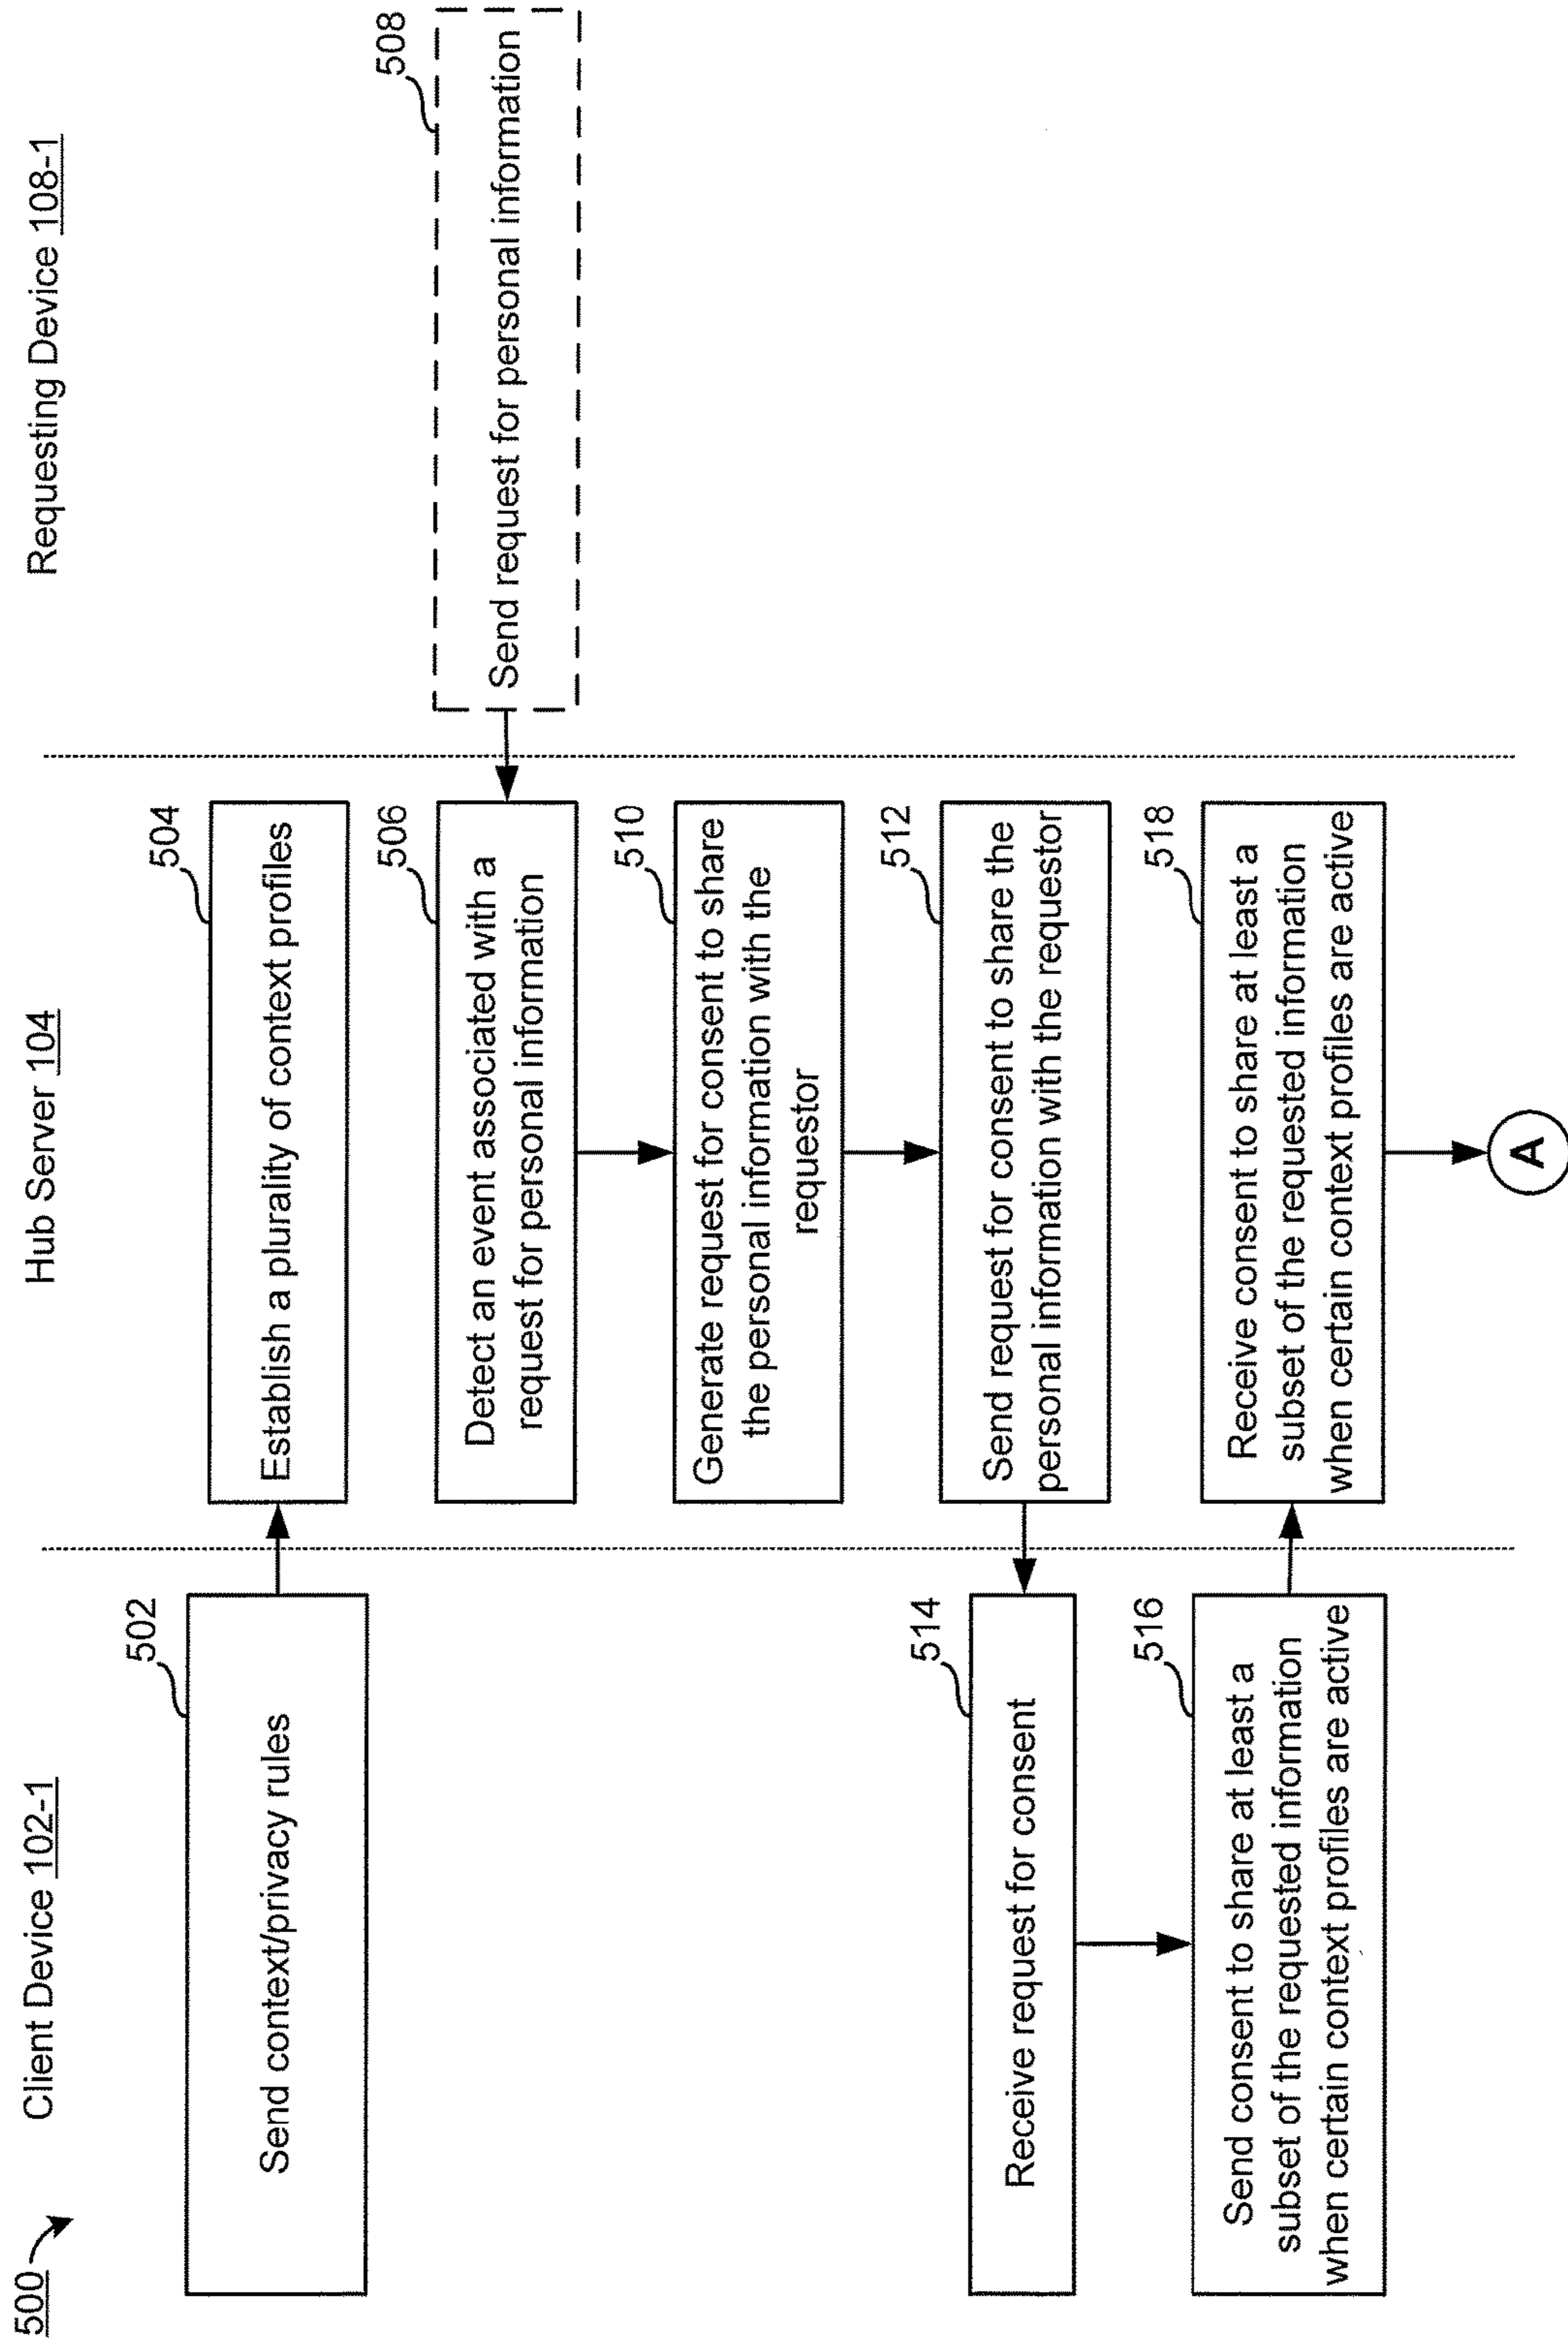 500
Client Device 102-1
Hub Server 104
Requesting Device 108-1
502
Send context/privacy rules
504
Establish a plurality of context profiles
506
Detect an event associated with a
request for personal information
508
Send request for personal information
510
Generate request for consent to share
the personal information with the
requestor
512
Send request for consent to share the
personal information with the requestor
514
Receive request for consent
516
Send consent to share at least a
subset of the requested information
when certain context profiles are active
518
Receive consent to share at least a
subset of the requested information
when certain context profiles are active
A